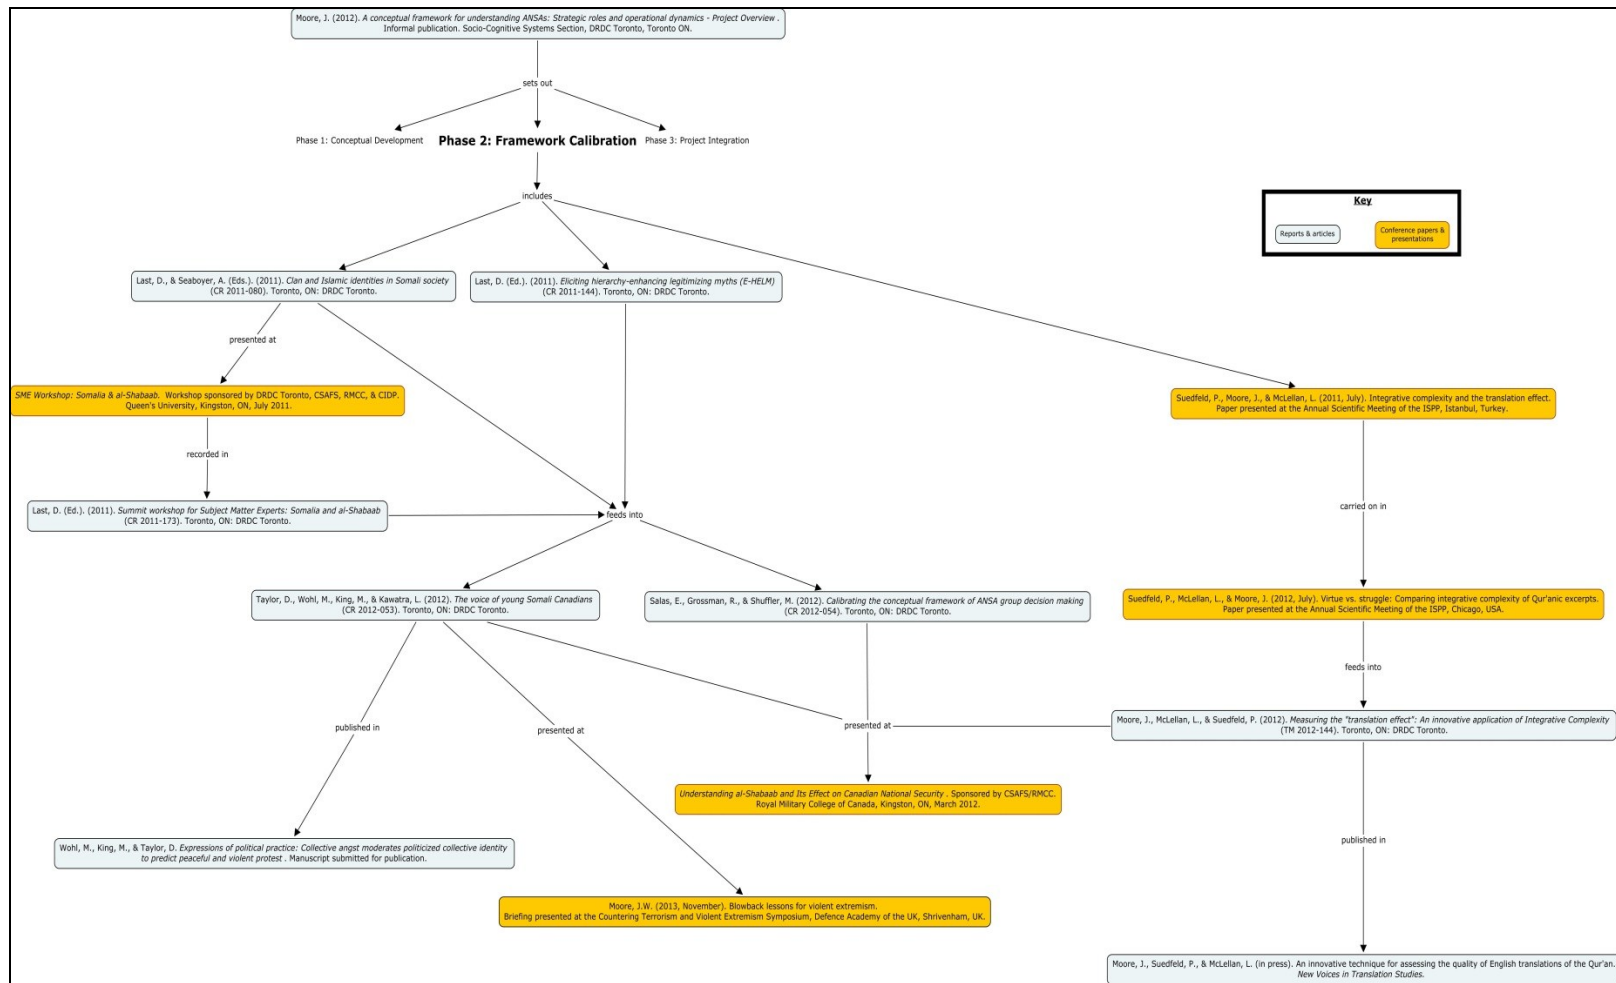 Moore, J. (2012). A conceptual framework for understanding ANSAs: Strategic roles and operational dynamics - Project Overview .
Informal publication. Socio-Cognitive Systems Section, DRDC Toronto, Toronto ON.
sets out
Phase 1: Conceptual Development
Phase 2: Framework Calibration
Phase 3: Project Integration
includes
Key
Reports & articles
Conference papers &
presentations
Last, D., & Seaboyer, A. (Eds.). (2011). Clan and Islamic identities in Somali society
(CR 2011-080). Toronto, ON: DRDC Toronto.
Last, D. (Ed.). (2011). Eliciting hierarchy-enhancing legitimizing myths (E-HELM)
(CR 2011-144). Toronto, ON: DRDC Toronto.
presented at
SME Workshop: Somalia & al-Shabaab. Workshop sponsored by DRDC Toronto, CSAFS, RMCC, & CIDP.
Queen's University, Kingston, ON, July 2011.
Suedfeld, P., Moore, J., & McLellan, L. (2011, July). Integrative complexity and the translation effect.
Paper presented at the Annual Scientific Meeting of the ISPP, Istanbul, Turkey.
recorded in
carried on in
Last, D. (Ed.). (2011). Summit workshop for Subject Matter Experts: Somalia and al-Shabaab
(CR 2011-173). Toronto, ON: DRDC Toronto.
feeds into
Taylor, D., Wohl, M., King, M., & Kawatra, L. (2012). The voice of young Somali Canadians
(CR 2012-053). Toronto, ON: DRDC Toronto.
Salas, E., Grossman, R., & Shuffler, M. (2012). Calibrating the conceptual framework of ANSA group decision making
(CR 2012-054). Toronto, ON: DRDC Toronto.
Suedfeld, P., McLellan, L., & Moore, J. (2012, July). Virtue vs. struggle: Comparing integrative complexity of Qur'anic excerpts.
Paper presented at the Annual Scientific Meeting of the ISPP, Chicago, USA.
feeds into
published in
presented at
presented at
Moore, J., McLellan, L., & Suedfeld, P. (2012). Measuring the "translation effect": An innovative application of Integrative Complexity
(TM 2012-144). Toronto, ON: DRDC Toronto.
Understanding al-Shabaab and Its Effect on Canadian National Security . Sponsored by CSAFS/RMCC.
Royal Military College of Canada, Kingston, ON, March 2012.
Wohl, M., King, M., & Taylor, D. Expressions of political practice: Collective angst moderates politicized collective identity
to predict peaceful and violent protest . Manuscript submitted for publication.
published in
Moore, J.W. (2013, November). Blowback lessons for violent extremism.
Briefing presented at the Countering Terrorism and Violent Extremism Symposium, Defence Academy of the UK, Shrivenham, UK.
Moore, J., Suedfeld, P., & McLellan, L. (in press). An innovative technique for assessing the quality of English translations of the Qur'an.
New Voices in Translation Studies.